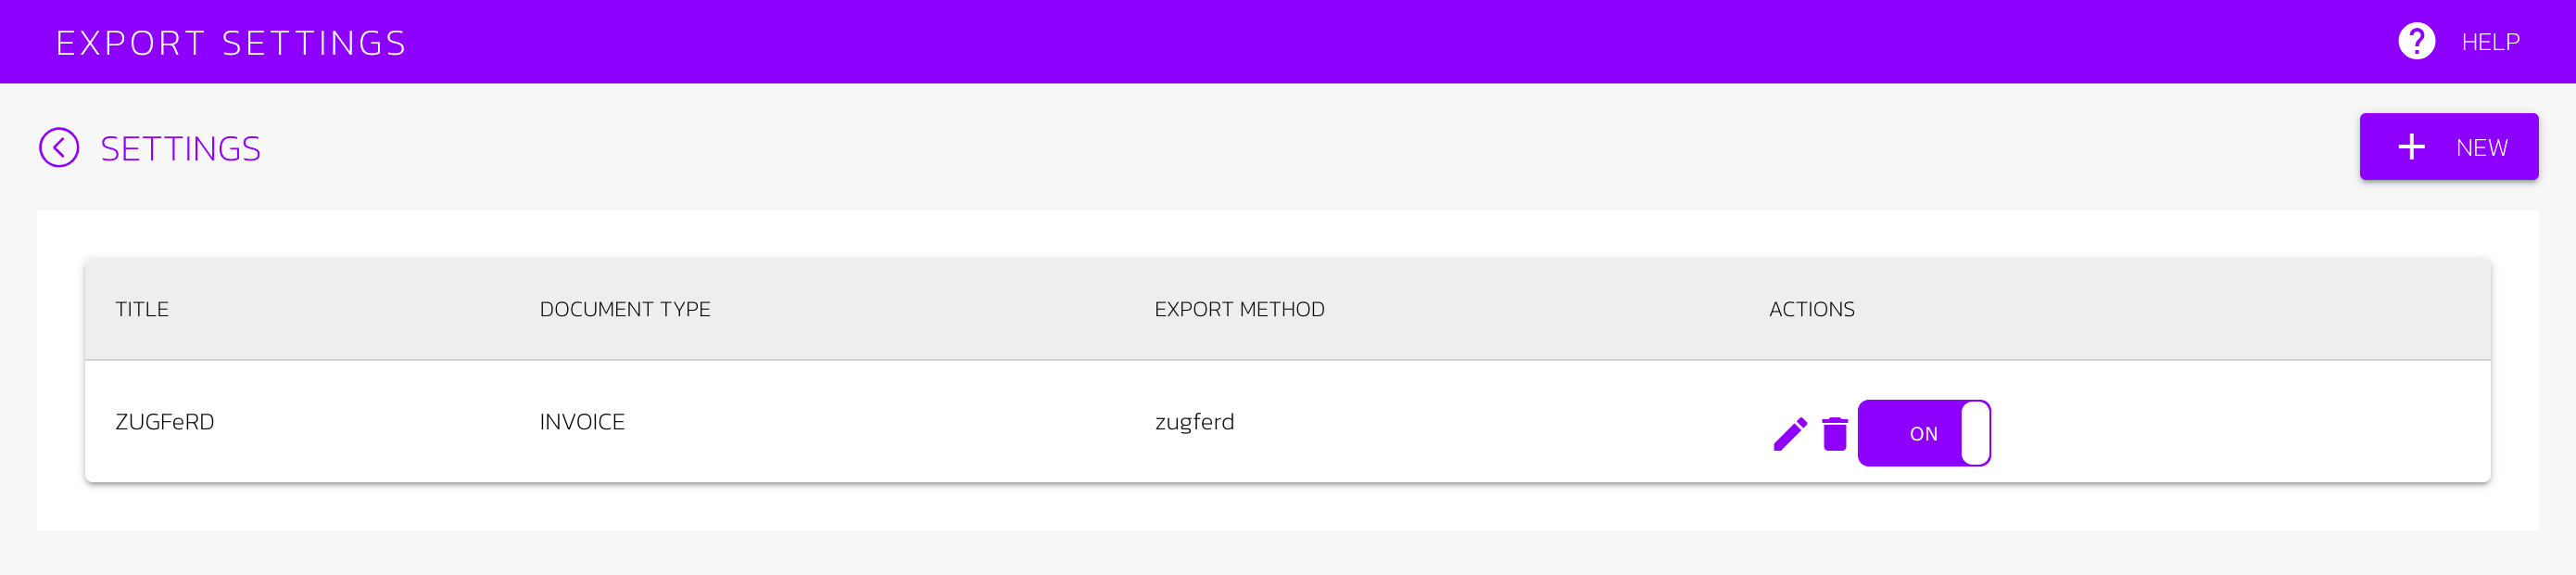 EXPORT SETTINGS
HELP
SETTINGS
NEW
TITLE DOCUMENT TYPE EXPORT METHOD ACTIONS
ZUGFeRD INVOICE zugferd ON